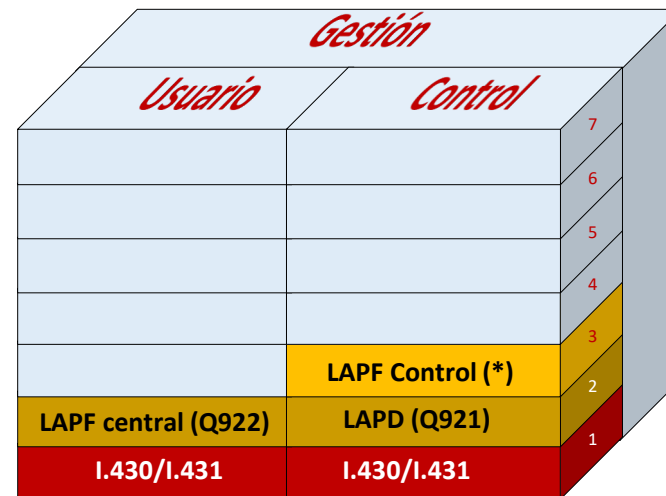 Gestión
Usuario
Control
7
6
5
4
3
LAPF Control (*)
2
LAPF central (Q922)
LAPD (Q921)
1
I.430/I.431
I.430/I.431